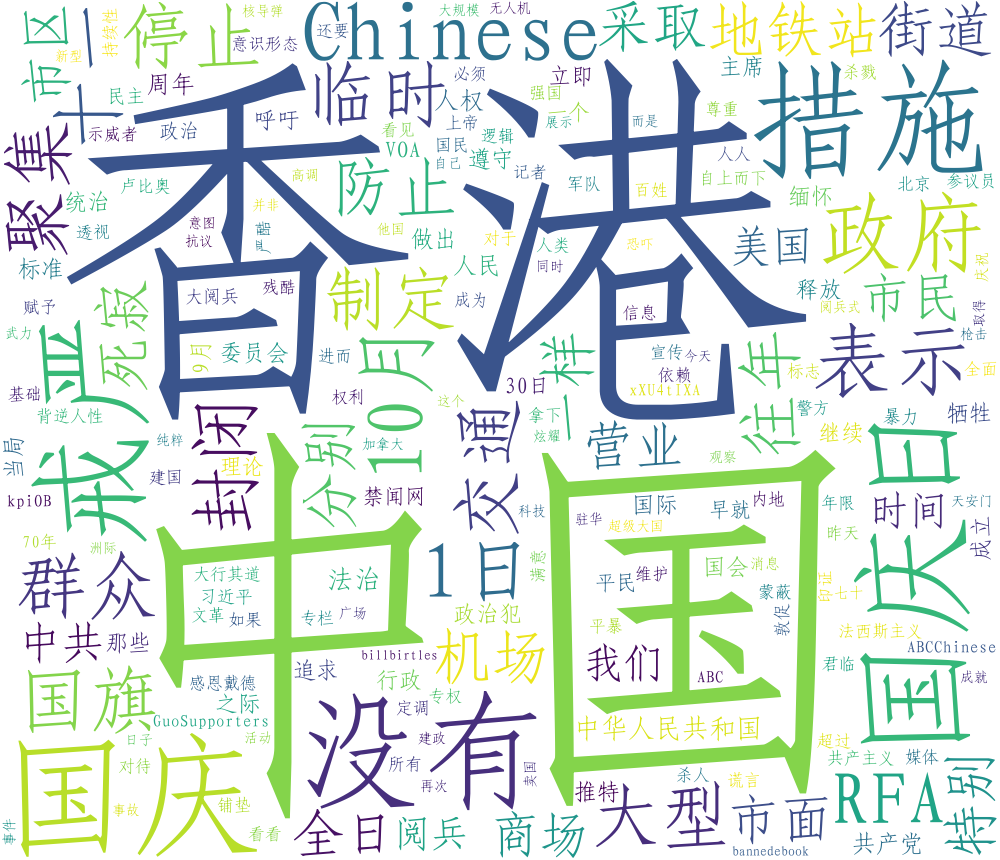 核导弹
大规模
无人机
Chinese
采取
地铁站
街道
停止
市区
一
十
新型
持续性
意识形态
还要
临时
必须
立即
主席
杀戮
措施
民主
周年
人权
上帝
强国
一个
尊重
示威者
政治
呼吁
看见
VOA
国民
逻辑
展示
而是
人人
聚集
香港
防止
自己
遵守
记者
自上而下
北京
参议员
统治
卢比奥
高调
军队
百姓
缅怀
透视
意图
并非
抗议
严酷
他国
做出
对于
人类
恐吓
美国
政府
庆祝
标准
人民
同时
大阅兵
残酷
制定
成为
信息
释放
市民
赋予
死寂
武力
阅兵式
取得
枪击
9月
委员会
进而
10月
一样
宣传
今天
往年
表示
戒严
基础
权利
30日
依赖
xXU4tIXA
标志
全面
背逆人性
这个
拿下
炫耀
警方
暴力
牺牲
当局
纯粹
加拿大
营业
继续
封闭
分别
交通
观察
国庆日
kpiOB
建国
理论
禁闻网
科技
国际
早就
内地
年限
时间
天安门
成立
70年
洲际
驻华
超级大国
昨天
中国
群众
大行其道
习近平
文革
如果
法治
专栏
广场
1日
满意
平民
维护
国会
消息
蒙蔽
敦促
印证
七十
政治犯
平暴
法西斯主义
中共
那些
billbirtles
机场
我们
ABC
ABCChinese
追求
君临
成就
国旗
感恩戴德
之际
行政
专权
GuoSupporters
定调
没有
中华人民共和国
特别
日子
活动
建政
超过
共产主义
媒体
国庆
对待
所有
再次
美国
推特
杀人
谎言
RFA
事故
铺垫
大型
市面
事件
看看
全日
阅兵
商场
bannedebook
共产党